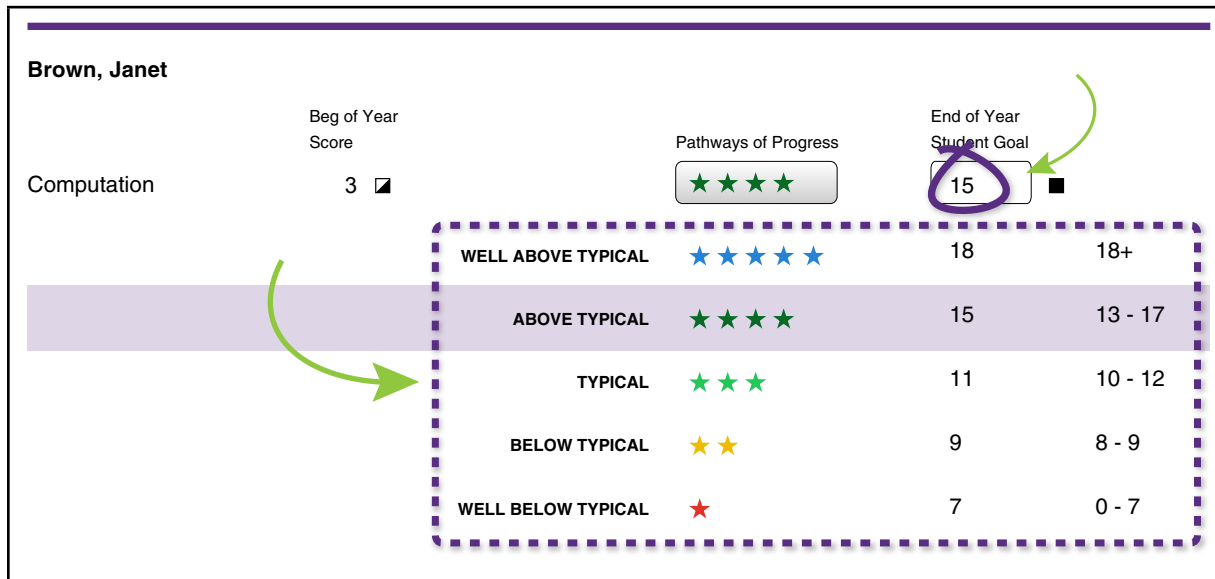 Brown, Janet
Beg of Year
Score
Pathways of Progress
End of Year
Student Goal
Computation 3 15
WELL ABOVE TYPICAL 18 18+
ABOVE TYPICAL 15 13 - 17
TYPICAL 11 10 - 12
BELOW TYPICAL 9 8 - 9
WELL BELOW TYPICAL 7 0 - 7